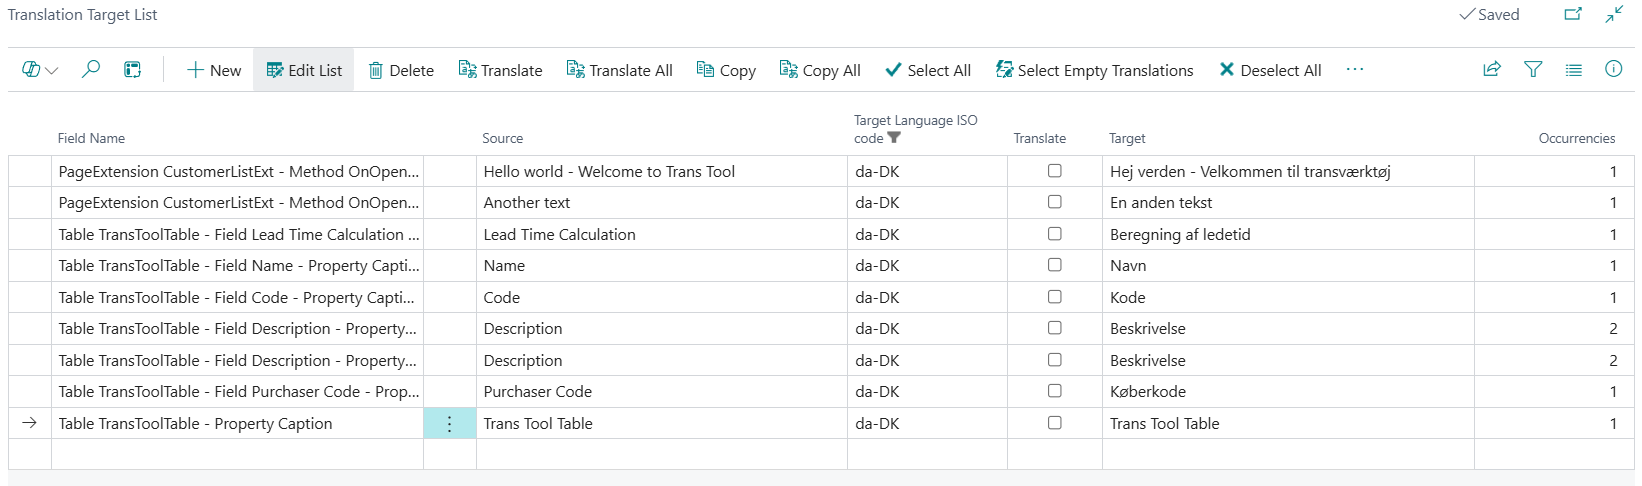 Translation Target List
Saved
New Edit List Delete Translate Translate All Copy Copy All Select All Select Empty Translations Deselect All ...
Field Name Source Target Language ISO code Translate Target Occurrencies
PageExtension CustomerListExt - Method OnOpen... Hello world - Welcome to Trans Tool da-DK Hej verden - Velkommen til transværktøj 1
PageExtension CustomerListExt - Method OnOpen... Another text da-DK En anden tekst 1
Table TransToolTable - Field Lead Time Calculation ... Lead Time Calculation da-DK Beregning af ledetid 1
Table TransToolTable - Field Name - Property Capti... Name da-DK Navn 1
Table TransToolTable - Field Code - Property Capti... Code da-DK Kode 1
Table TransToolTable - Field Description - Property... Description da-DK Beskrivelse 2
Table TransToolTable - Field Description - Property... Description da-DK Beskrivelse 2
Table TransToolTable - Field Purchaser Code - Prop... Purchaser Code da-DK Køberkode 1
Table TransToolTable - Property Caption Trans Tool Table da-DK Trans Tool Table 1